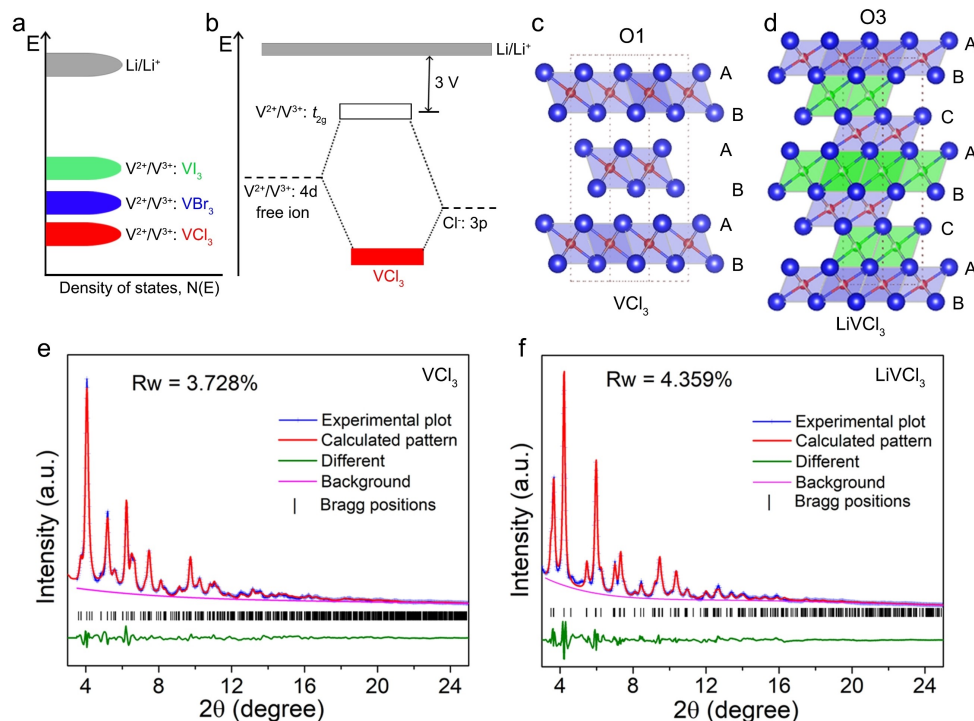 a
E
Li/Li⁺
V²⁺/V³⁺: VI₃
V²⁺/V³⁺: VBr₃
V²⁺/V³⁺: VCl₃
Density of states, N(E)
b
E
Li/Li⁺
3 V
V²⁺/V³⁺: t₂g
V²⁺/V³⁺: 4d
free ion
Cl⁻: 3p
VCl₃
c
O1
A
B
A
B
A
B
VCl₃
d
O3
A
B
C
A
B
C
A
B
LiVCl₃
e
Rw = 3.728%
VCl₃
Experimental plot
Calculated pattern
Different
Background
Bragg positions
Intensity (a.u.)
4 8 12 16 20 24
2θ (degree)
f
Rw = 4.359%
LiVCl₃
Experimental plot
Calculated pattern
Different
Background
Bragg positions
Intensity (a.u.)
4 8 12 16 20 24
2θ (degree)